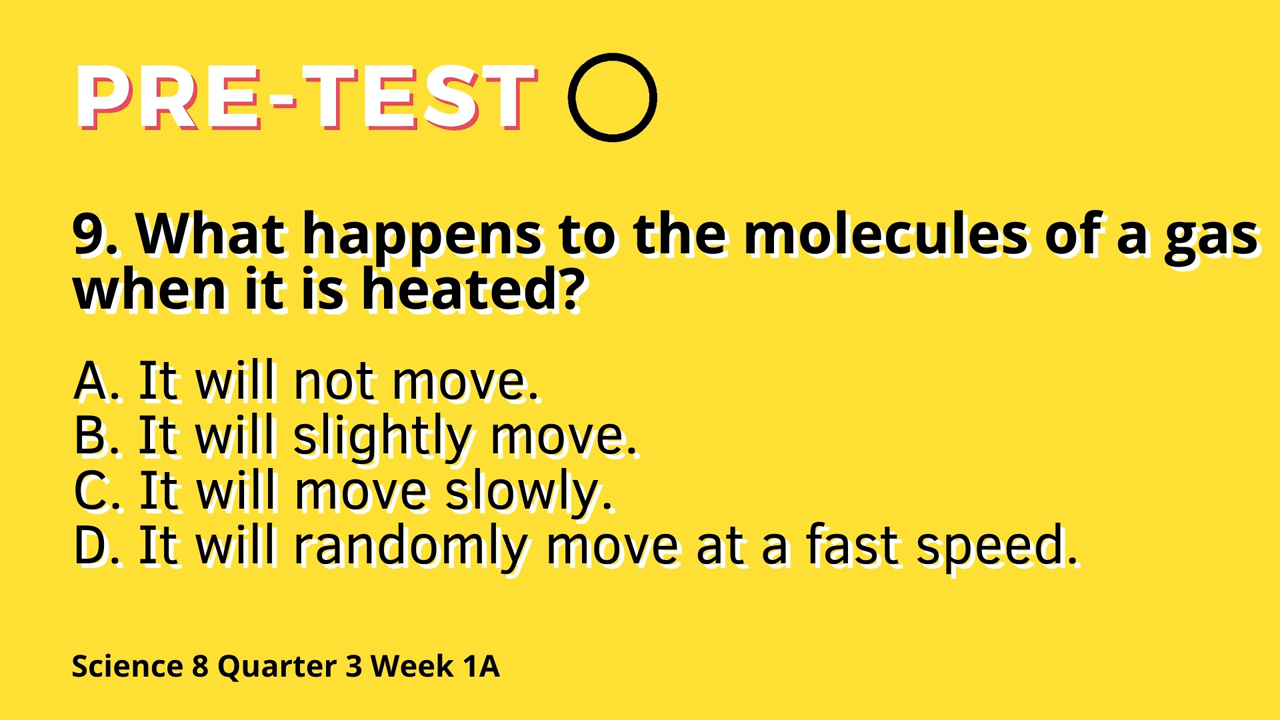 PRE-TEST
9. What happens to the molecules of a gas
when it is heated?
A. It will not move.
B. It will slightly move.
C. It will move slowly.
D. It will randomly move at a fast speed.
Science 8 Quarter 3 Week 1A